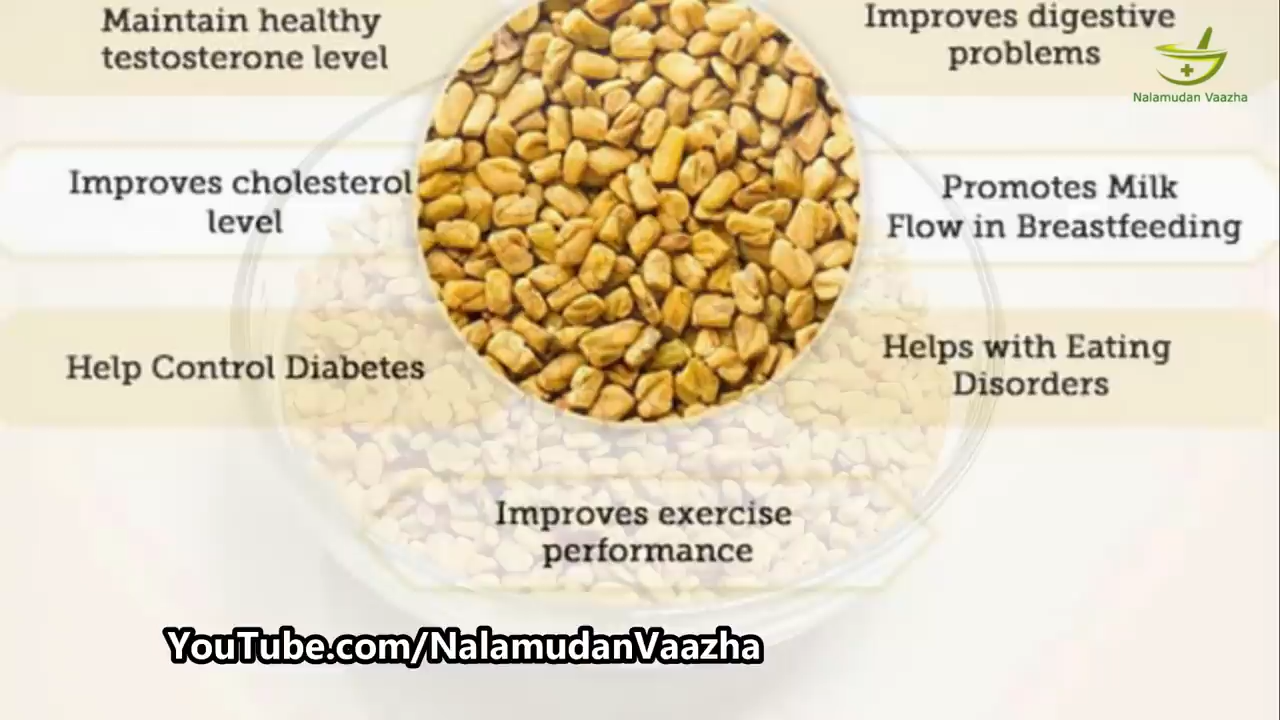 Maintain healthy
testosterone level
Improves digestive
problems
Nalamudan Vaazha
Improves cholesterol
level
Promotes Milk
Flow in Breastfeeding
Help Control Diabetes
Helps with Eating
Disorders
Improves exercise
performance
YouTube.com/NalamudanVaazha